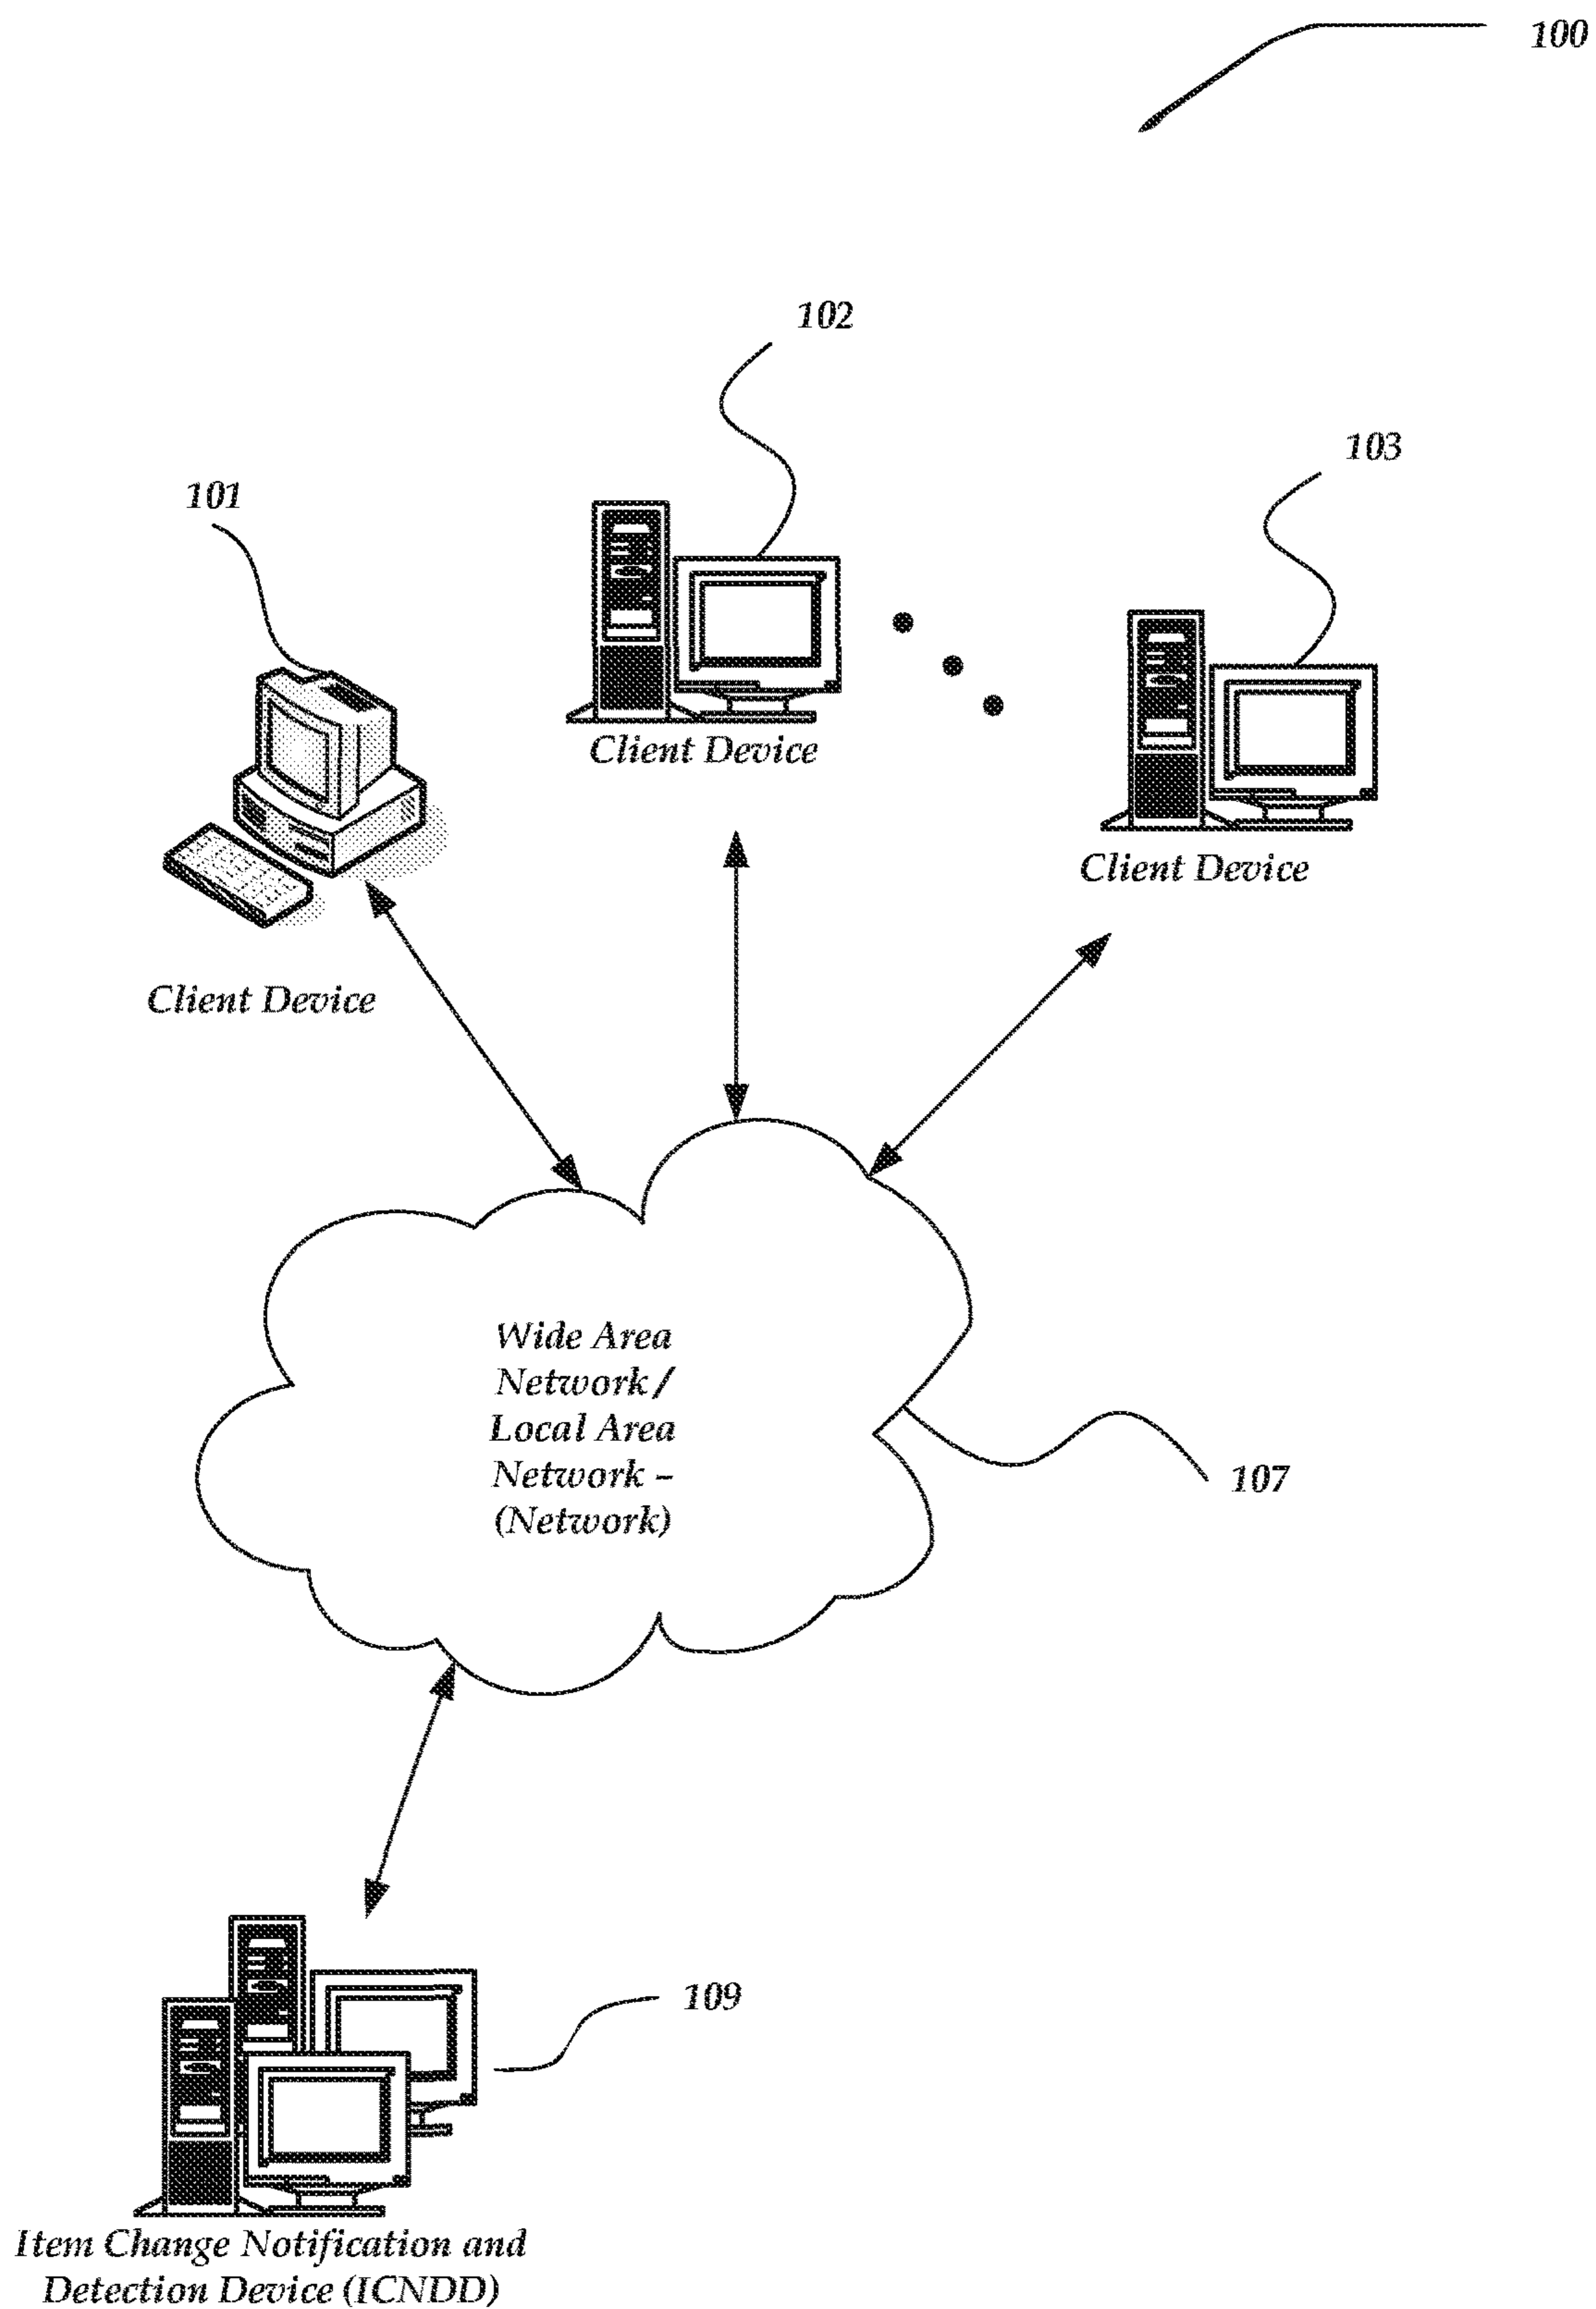 100
102
103
101
Client Device
Client Device
Client Device
Wide Area
Network /
Local Area
Network –
(Network)
107
109
Item Change Notification and
Detection Device (ICNDD)